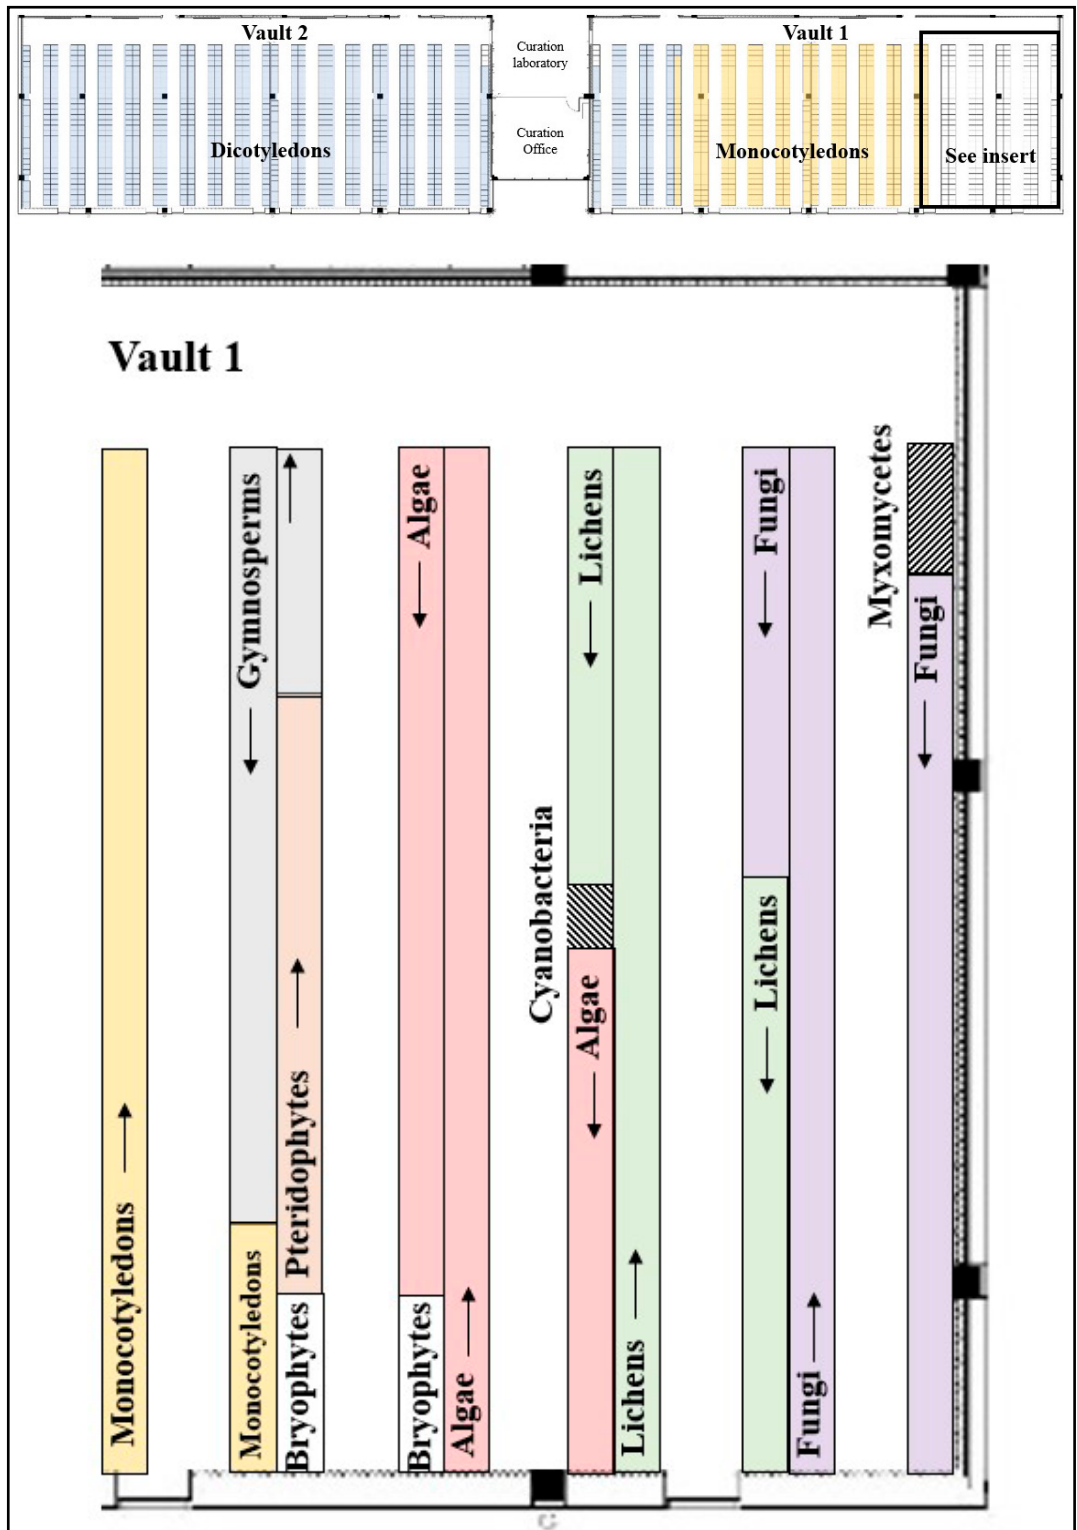 Vault 2
Curation
laboratory
Vault 1
Curation
Office
Dicotyledons
Monocotyledons
See insert
Vault 1
Monocotyledons
Gymnosperms
Monocotyledons
Pteridophytes
Bryophytes
Algae
Bryophytes
Algae
Lichens
Cyanobacteria
Algae
Lichens
Fungi
Lichens
Fungi
Myxomycetes
Fungi